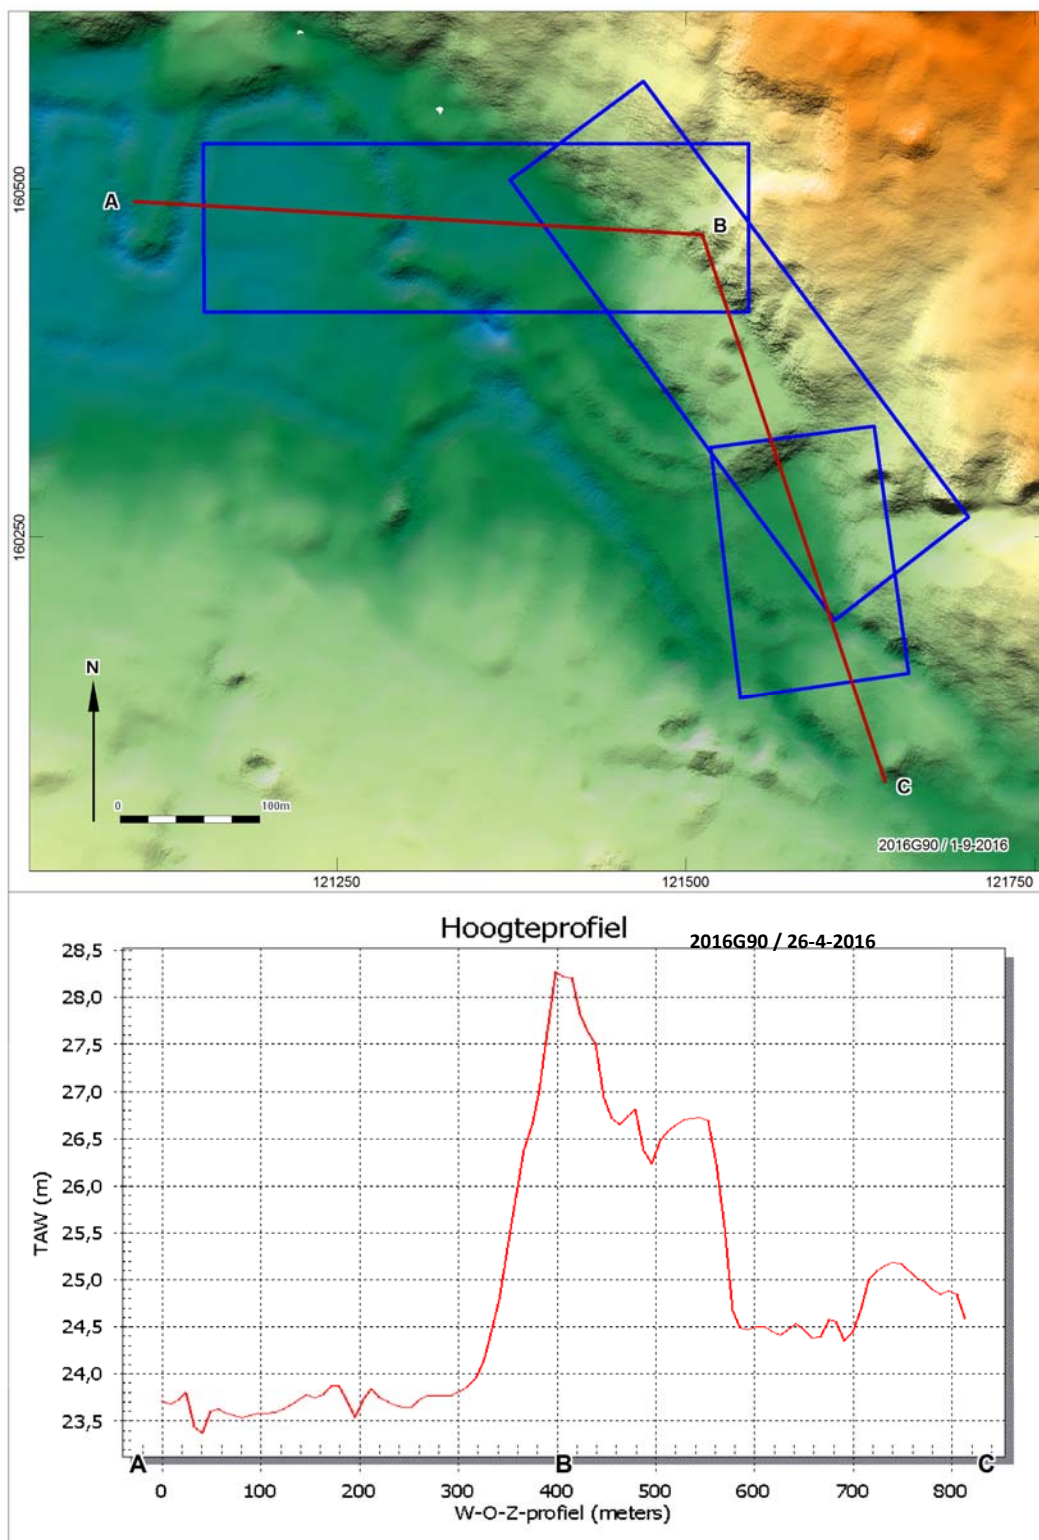 160500
A
B
160250
N
0 100m
C
2016G90 / 1-9-2016
121250 121500 121750
Hoogteprofiel
2016G90 / 26-4-2016
28,5
28,0
27,5
27,0
26,5
26,0
25,5
25,0
24,5
24,0
23,5
TAW (m)
A B C
0 100 200 300 400 500 600 700 800
W-O-Z-profiel (meters)